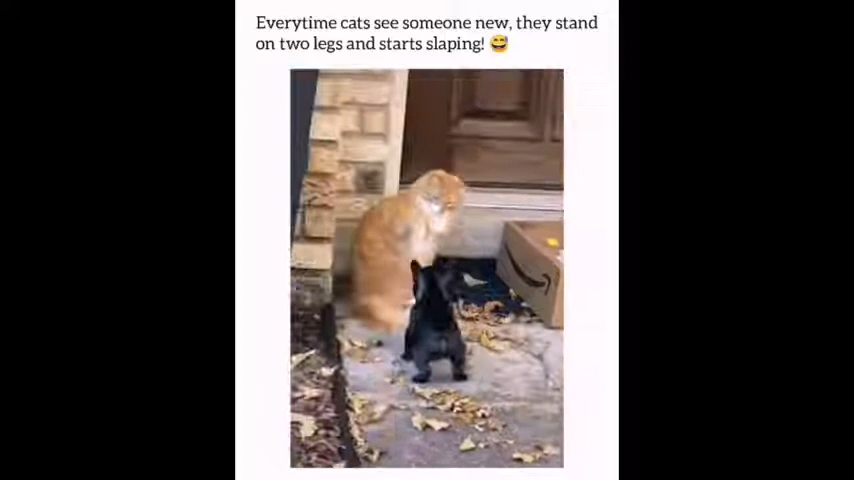 Everytime cats see someone new, they stand
on two legs and starts slaping! 😅